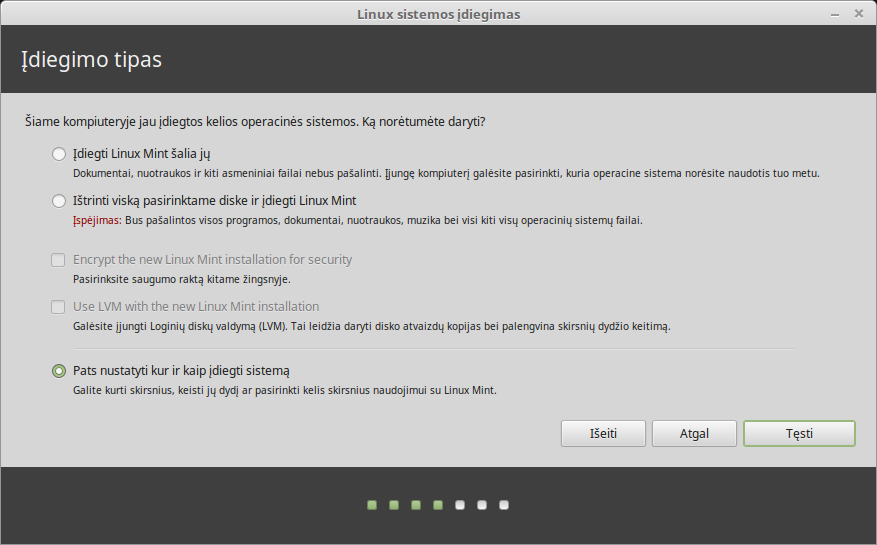 Linux sistemos įdiegimas
Įdiegimo tipas
Šiame kompiuteryje jau įdiegtos kelios operacinės sistemos. Ką norėtumėte daryti?
Įdiegti Linux Mint šalia jų
Dokumentai, nuotraukos ir kiti asmeniniai failai nebus pašalinti. Įjungę kompiuterį galėsite pasirinkti, kuria operacine sistema norėsite naudotis tuo metu.
Ištrinti viską pasirinktame diske ir įdiegti Linux Mint
Įspėjimas: Bus pašalintos visos programos, dokumentai, nuotraukos, muzika bei visi kiti visų operacinių sistemų failai.
Encrypt the new Linux Mint installation for security
Pasirinksite saugumo raktą kitame žingsnyje.
Use LVM with the new Linux Mint installation
Galėsite įjungti Loginių diskų valdymą (LVM). Tai leidžia daryti disko atvaizdų kopijas bei palengvina skirsnių dydžio keitimą.
Pats nustatyti kur ir kaip įdiegti sistemą
Galite kurti skirsnius, keisti jų dydį ar pasirinkti kelis skirsnius naudojimui su Linux Mint.
Išeiti Atgal Tęsti